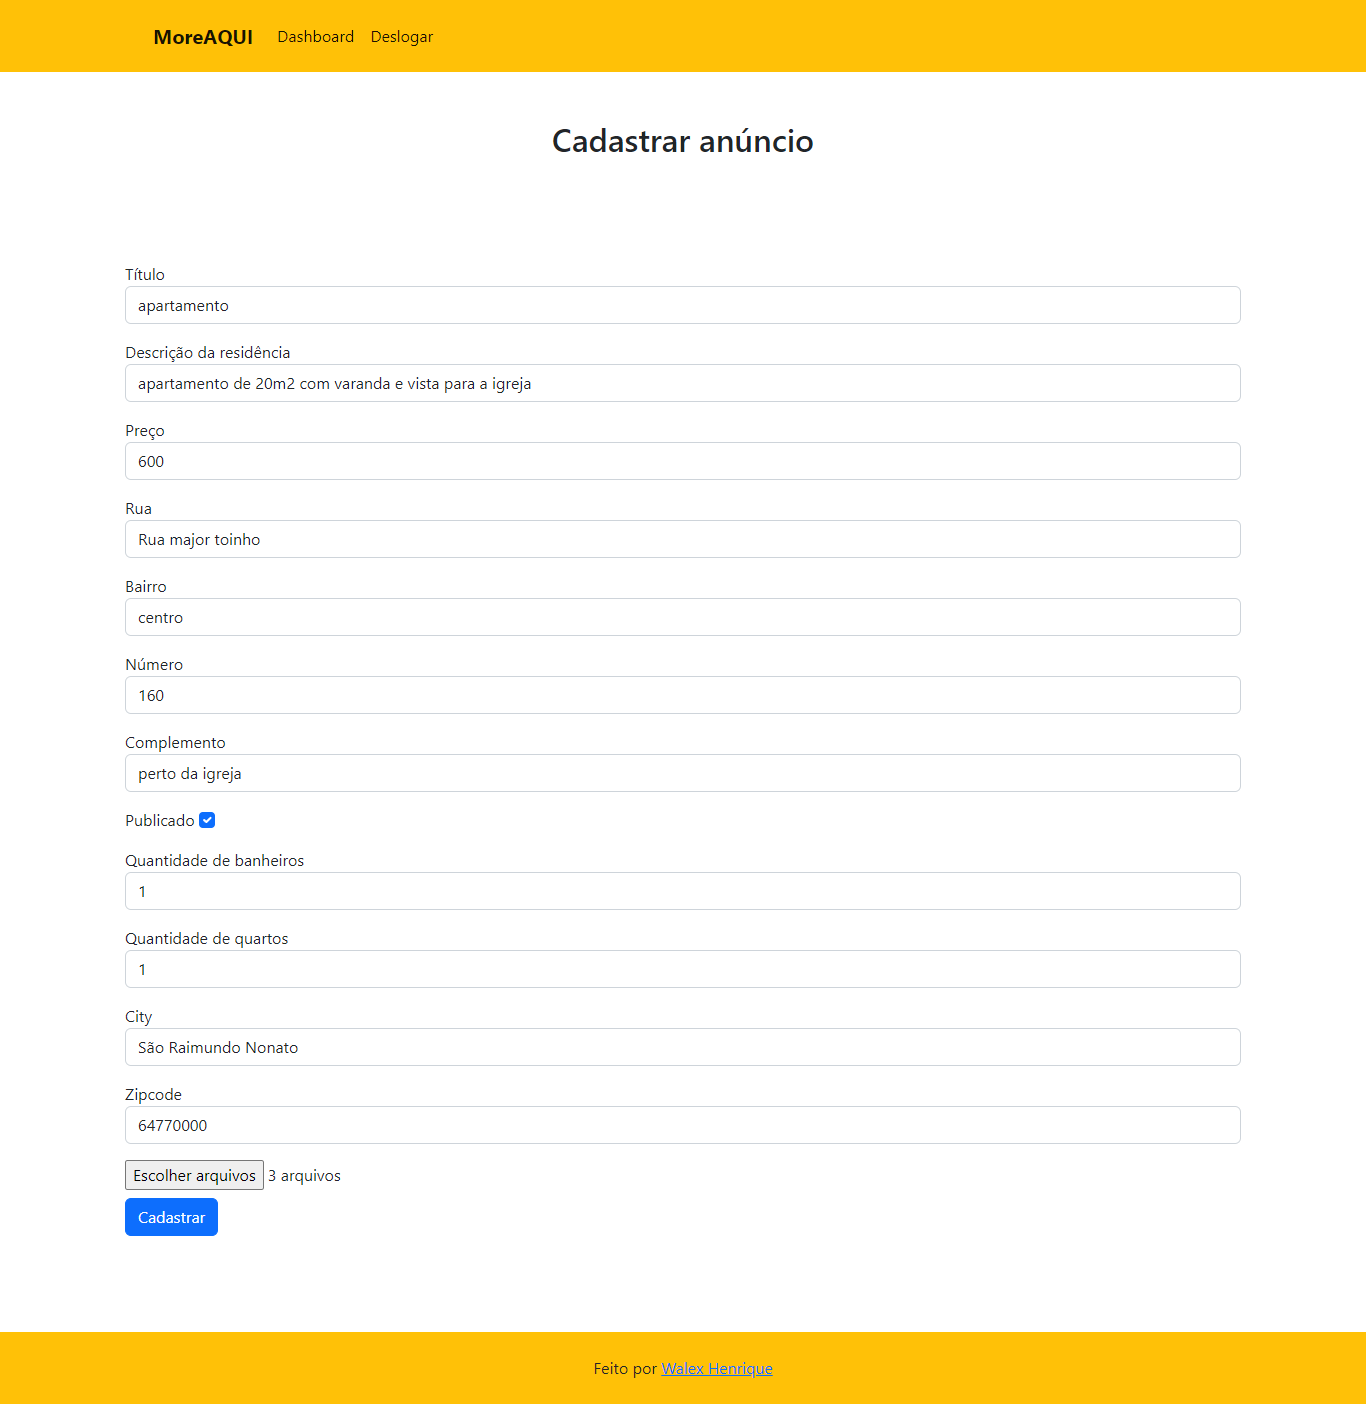 MoreAQUI Dashboard Deslogar
Cadastrar anúncio
Título
apartamento
Descrição da residência
apartamento de 20m2 com varanda e vista para a igreja
Preço
600
Rua
Rua major toinho
Bairro
centro
Número
160
Complemento
perto da igreja
Publicado
Quantidade de banheiros
1
Quantidade de quartos
1
City
São Raimundo Nonato
Zipcode
64770000
Escolher arquivos 3 arquivos
Cadastrar
Feito por Walex Henrique